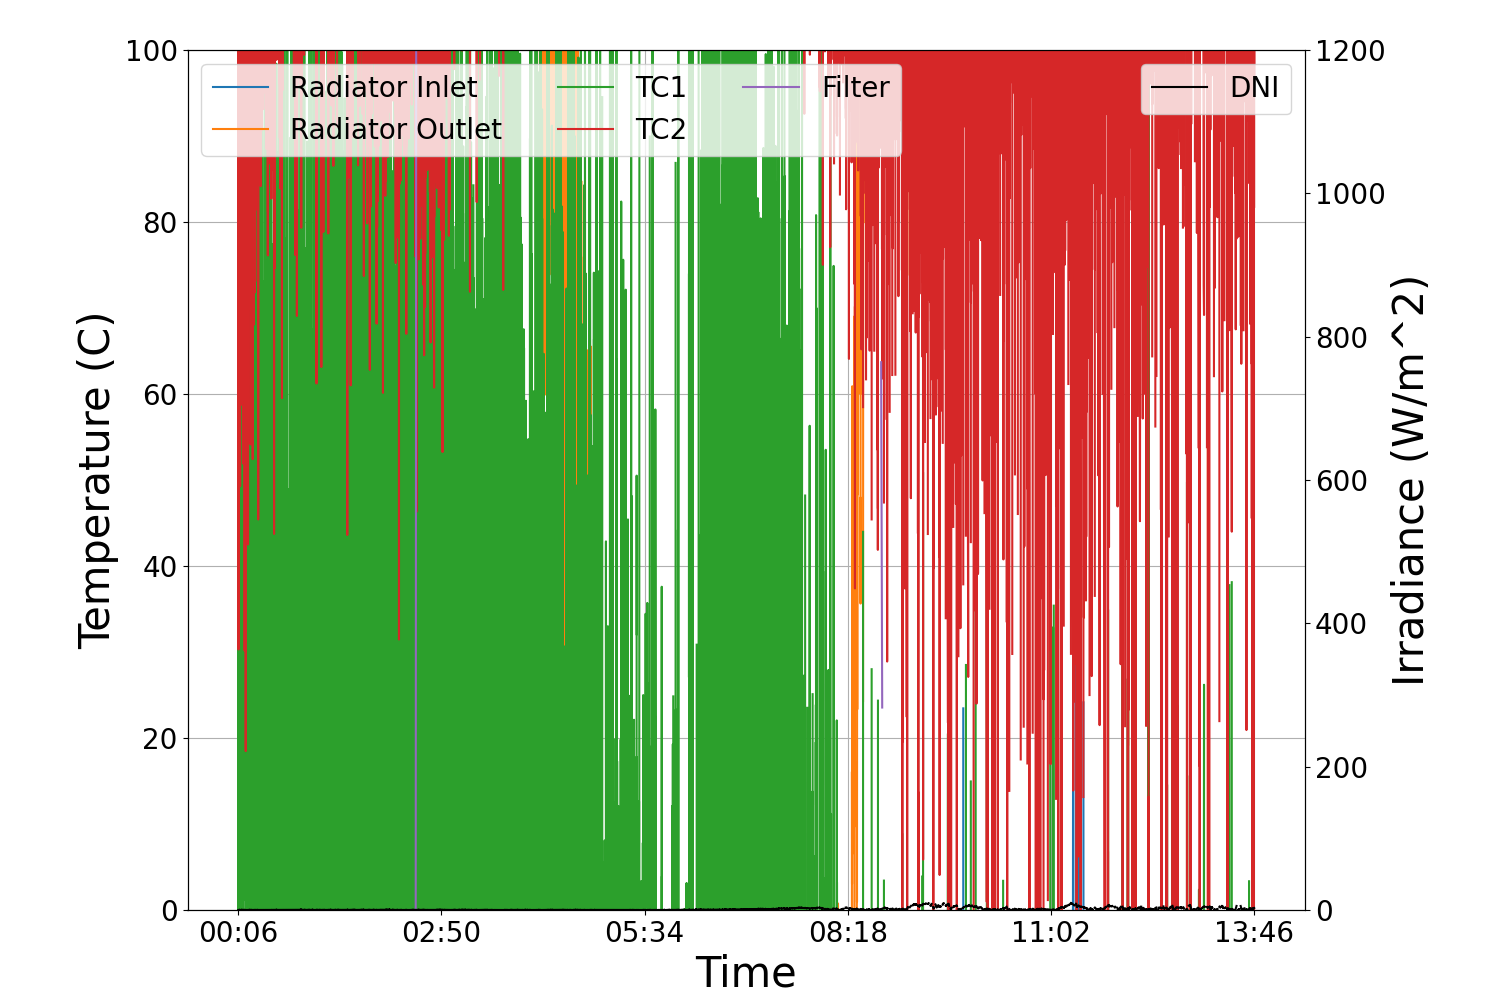 100
80
60
40
20
0
Temperature (C)
Radiator Inlet
Radiator Outlet
TC1
TC2
Filter
DNI
1200
1000
800
600
400
200
0
Irradiance (W/m^2)
00:06
02:50
05:34
08:18
11:02
13:46
Time